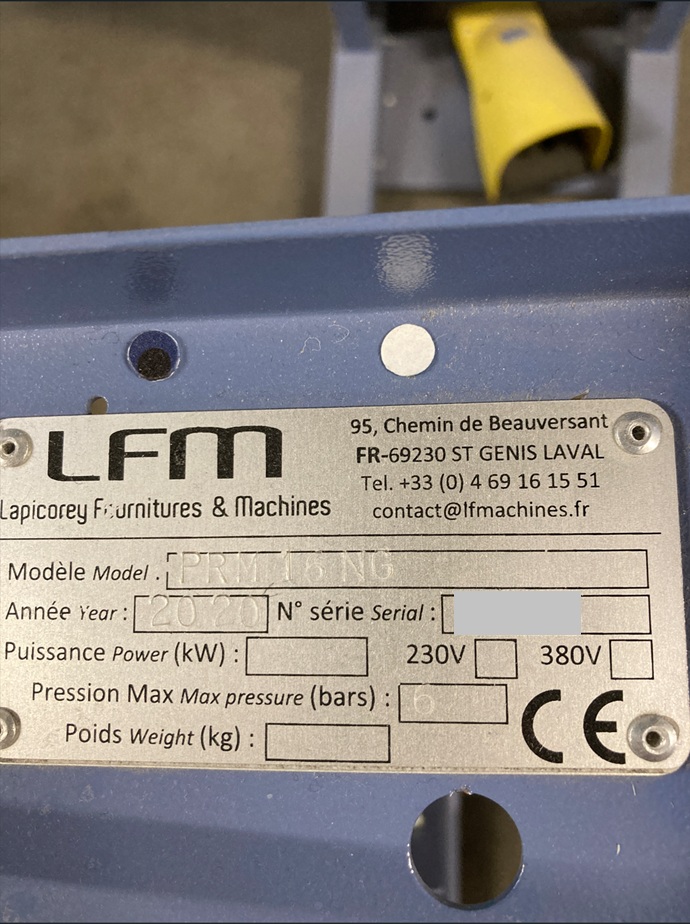 LFM
Lapicorey Fournitures & Machines
95, Chemin de Beauversant
FR-69230 ST GENIS LAVAL
Tel. +33 (0) 4 69 16 15 51
contact@lfmachines.fr
Modèle Model : PRM 16 NG
Année Year : 2020 N° série Serial :
Puissance Power (kW) : 230V 380V
Pression Max Max pressure (bars) : 6
Poids Weight (kg) :
CE